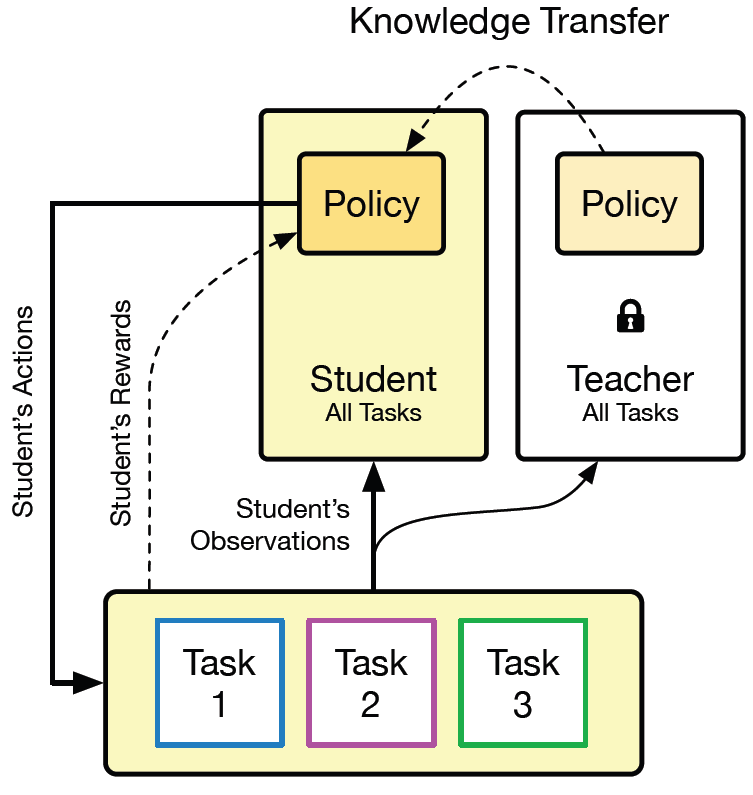 Knowledge Transfer
Policy
Policy
Student
All Tasks
Teacher
All Tasks
Student’s Actions
Student’s Rewards
Student’s
Observations
Task
1
Task
2
Task
3